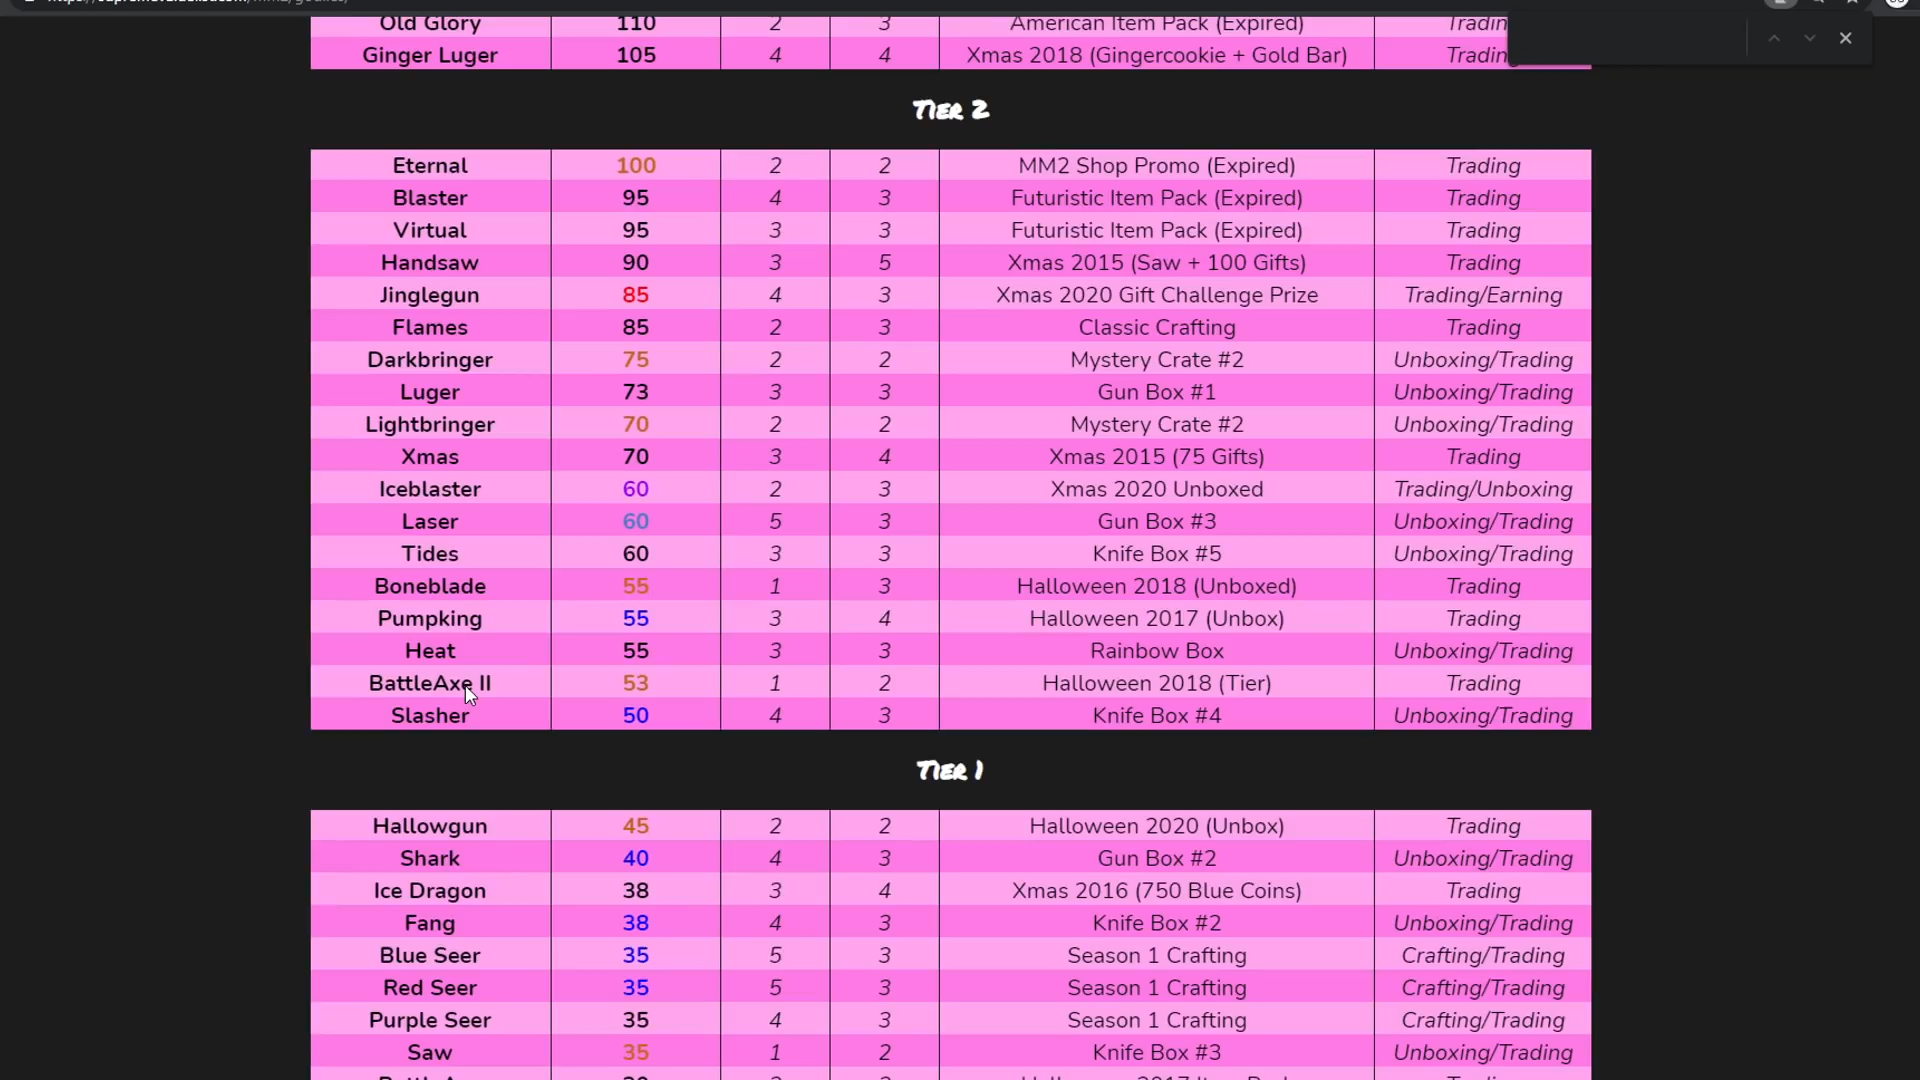 Old Glory 110 2 3 American Item Pack (Expired)
Ginger Luger 105 4 4 Xmas 2018 (Gingercookie + Gold Bar)
Tier 2
Eternal 100 2 2 MM2 Shop Promo (Expired) Trading
Blaster 95 4 3 Futuristic Item Pack (Expired) Trading
Virtual 95 3 3 Futuristic Item Pack (Expired) Trading
Handsaw 90 3 5 Xmas 2015 (Saw + 100 Gifts) Trading
Jinglegun 85 4 3 Xmas 2020 Gift Challenge Prize Trading/Earning
Flames 85 2 3 Classic Crafting Trading
Darkbringer 75 2 2 Mystery Crate #2 Unboxing/Trading
Luger 73 3 3 Gun Box #1 Unboxing/Trading
Lightbringer 70 2 2 Mystery Crate #2 Unboxing/Trading
Xmas 70 3 4 Xmas 2015 (75 Gifts) Trading
Iceblaster 60 2 3 Xmas 2020 Unboxed Trading/Unboxing
Laser 60 5 3 Gun Box #3 Unboxing/Trading
Tides 60 3 3 Knife Box #5 Unboxing/Trading
Boneblade 55 1 3 Halloween 2018 (Unboxed) Trading
Pumpking 55 3 4 Halloween 2017 (Unbox) Trading
Heat 55 3 3 Rainbow Box Unboxing/Trading
BattleAxe II 53 1 2 Halloween 2018 (Tier) Trading
Slasher 50 4 3 Knife Box #4 Unboxing/Trading
Tier 1
Hallowgun 45 2 2 Halloween 2020 (Unbox) Trading
Shark 40 4 3 Gun Box #2 Unboxing/Trading
Ice Dragon 38 3 4 Xmas 2016 (750 Blue Coins) Trading
Fang 38 4 3 Knife Box #2 Unboxing/Trading
Blue Seer 35 5 3 Season 1 Crafting Crafting/Trading
Red Seer 35 5 3 Season 1 Crafting Crafting/Trading
Purple Seer 35 4 3 Season 1 Crafting Crafting/Trading
Saw 35 1 2 Knife Box #3 Unboxing/Trading